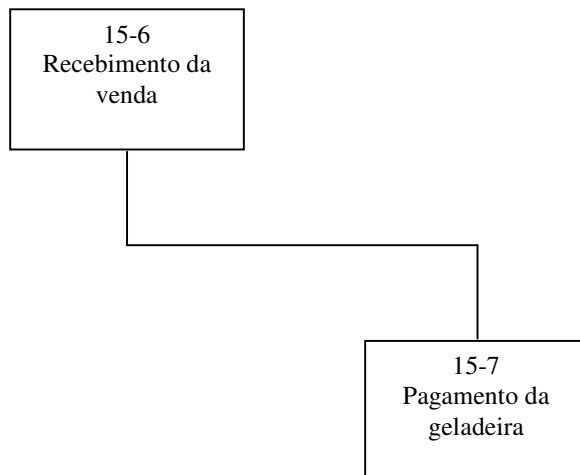 15-6
Recebimento da
venda
15-7
Pagamento da
geladeira